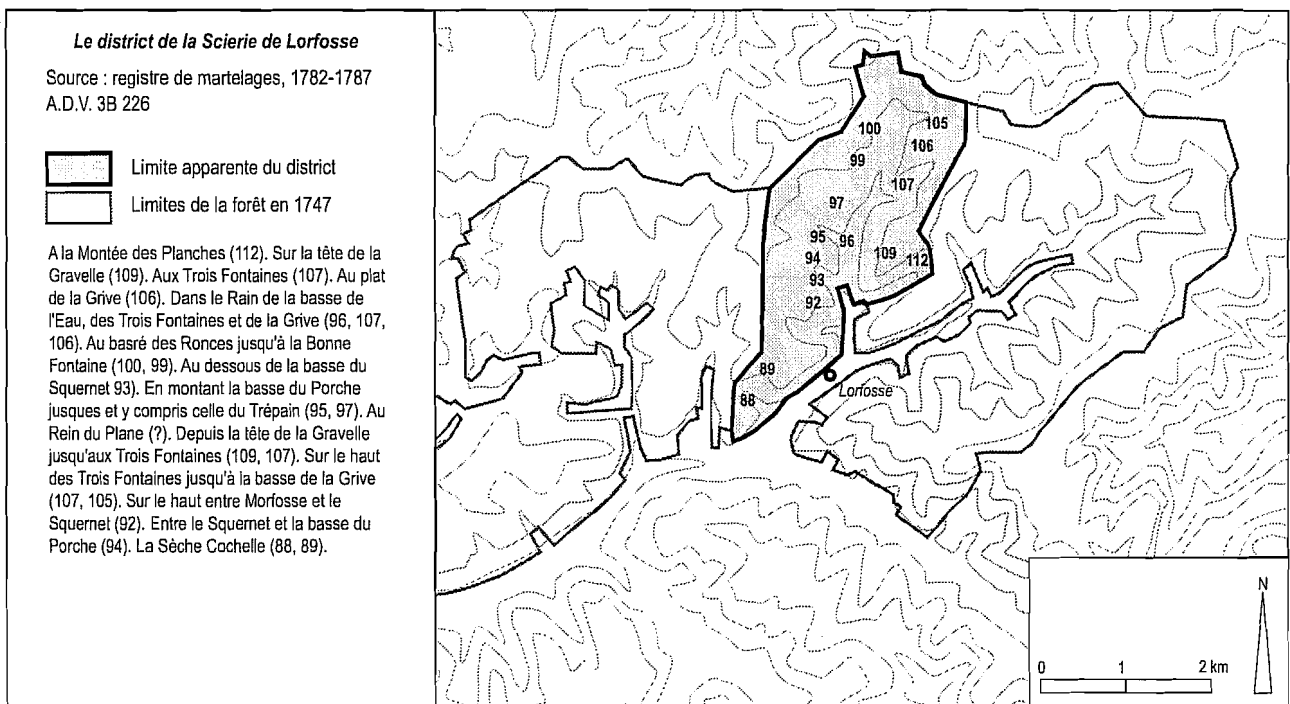 Le district de la Scierie de Lorfosse
Source : registre de martelages, 1782-1787
A.D.V. 3B 226
Limite apparente du district
Limites de la forêt en 1747
A la Montée des Planches (112). Sur la tête de la
Gravelle (109). Aux Trois Fontaines (107). Au plat
de la Grive (106). Dans le Rain de la basse de
l'Eau, des Trois Fontaines et de la Grive (96, 107,
106). Au basré des Ronces jusqu'à la Bonne
Fontaine (100, 99). Au dessous de la basse du
Squernet 93). En montant la basse du Porche
jusques et y compris celle du Trépain (95, 97). Au
Rein du Plane (?). Depuis la tête de la Gravelle
jusqu'aux Trois Fontaines (109, 107). Sur le haut
des Trois Fontaines jusqu'à la basse de la Grive
(107, 105). Sur le haut entre Morfosse et le
Squernet (92). Entre le Squernet et la basse du
Porche (94). La Sèche Cochelle (88, 89).
100
105
106
99
107
97
95
96
94
109
112
93
92
89
88
Lorfosse
N
0 1 2 km